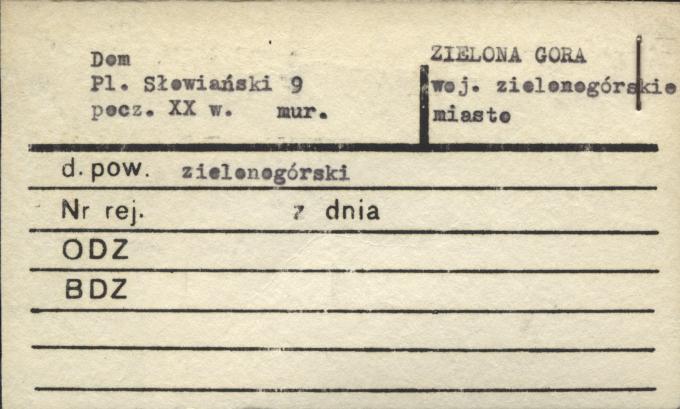 Dom
Pl. Słowiański 9
pocz. XX w. mur.
ZIELONA GORA
woj. zielonogórskie
miasto
d. pow. zielonogórski
Nr rej. z dnia
ODZ
BDZ